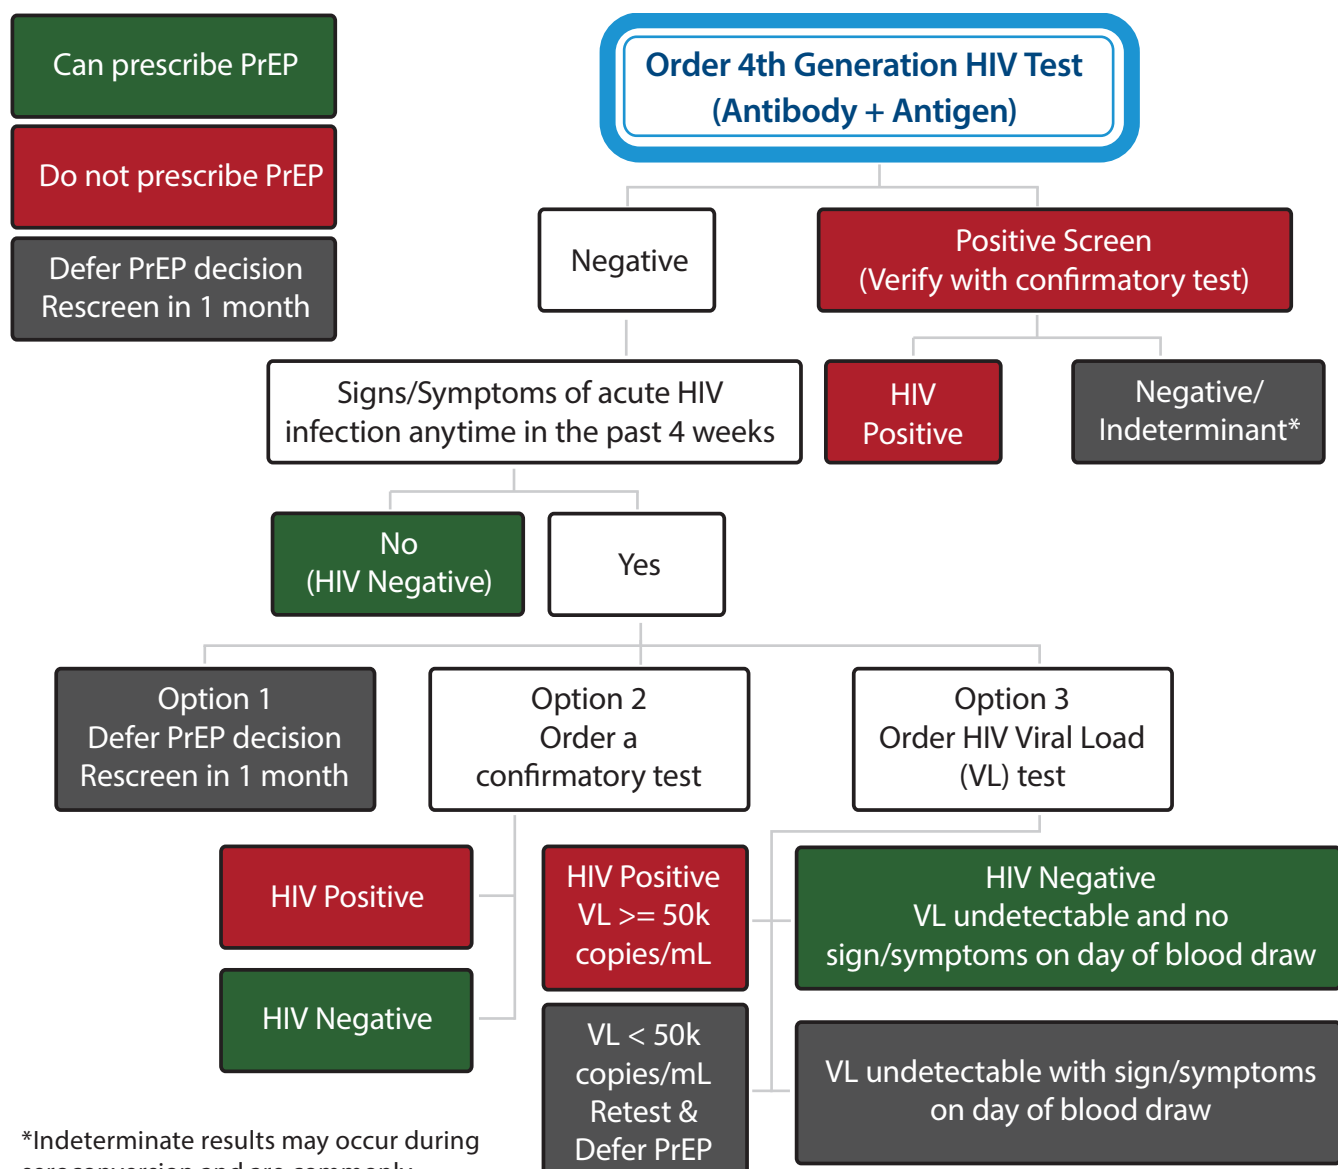 Can prescribe PrEP
Do not prescribe PrEP
Defer PrEP decision
Rescreen in 1 month
Order 4th Generation HIV Test
(Antibody + Antigen)
Negative
Positive Screen
(Verify with confirmatory test)
HIV
Positive
Negative/
Indeterminant*
Signs/Symptoms of acute HIV
infection anytime in the past 4 weeks
No
(HIV Negative)
Yes
Option 1
Defer PrEP decision
Rescreen in 1 month
Option 2
Order a
confirmatory test
Option 3
Order HIV Viral Load
(VL) test
HIV Positive
HIV Negative
HIV Positive
VL >= 50k
copies/mL
HIV Negative
VL undetectable and no
sign/symptoms on day of blood draw
VL < 50k
copies/mL
Retest &
Defer PrEP
VL undetectable with sign/symptoms
on day of blood draw
*Indeterminate results may occur during
seroconversion and are commonly